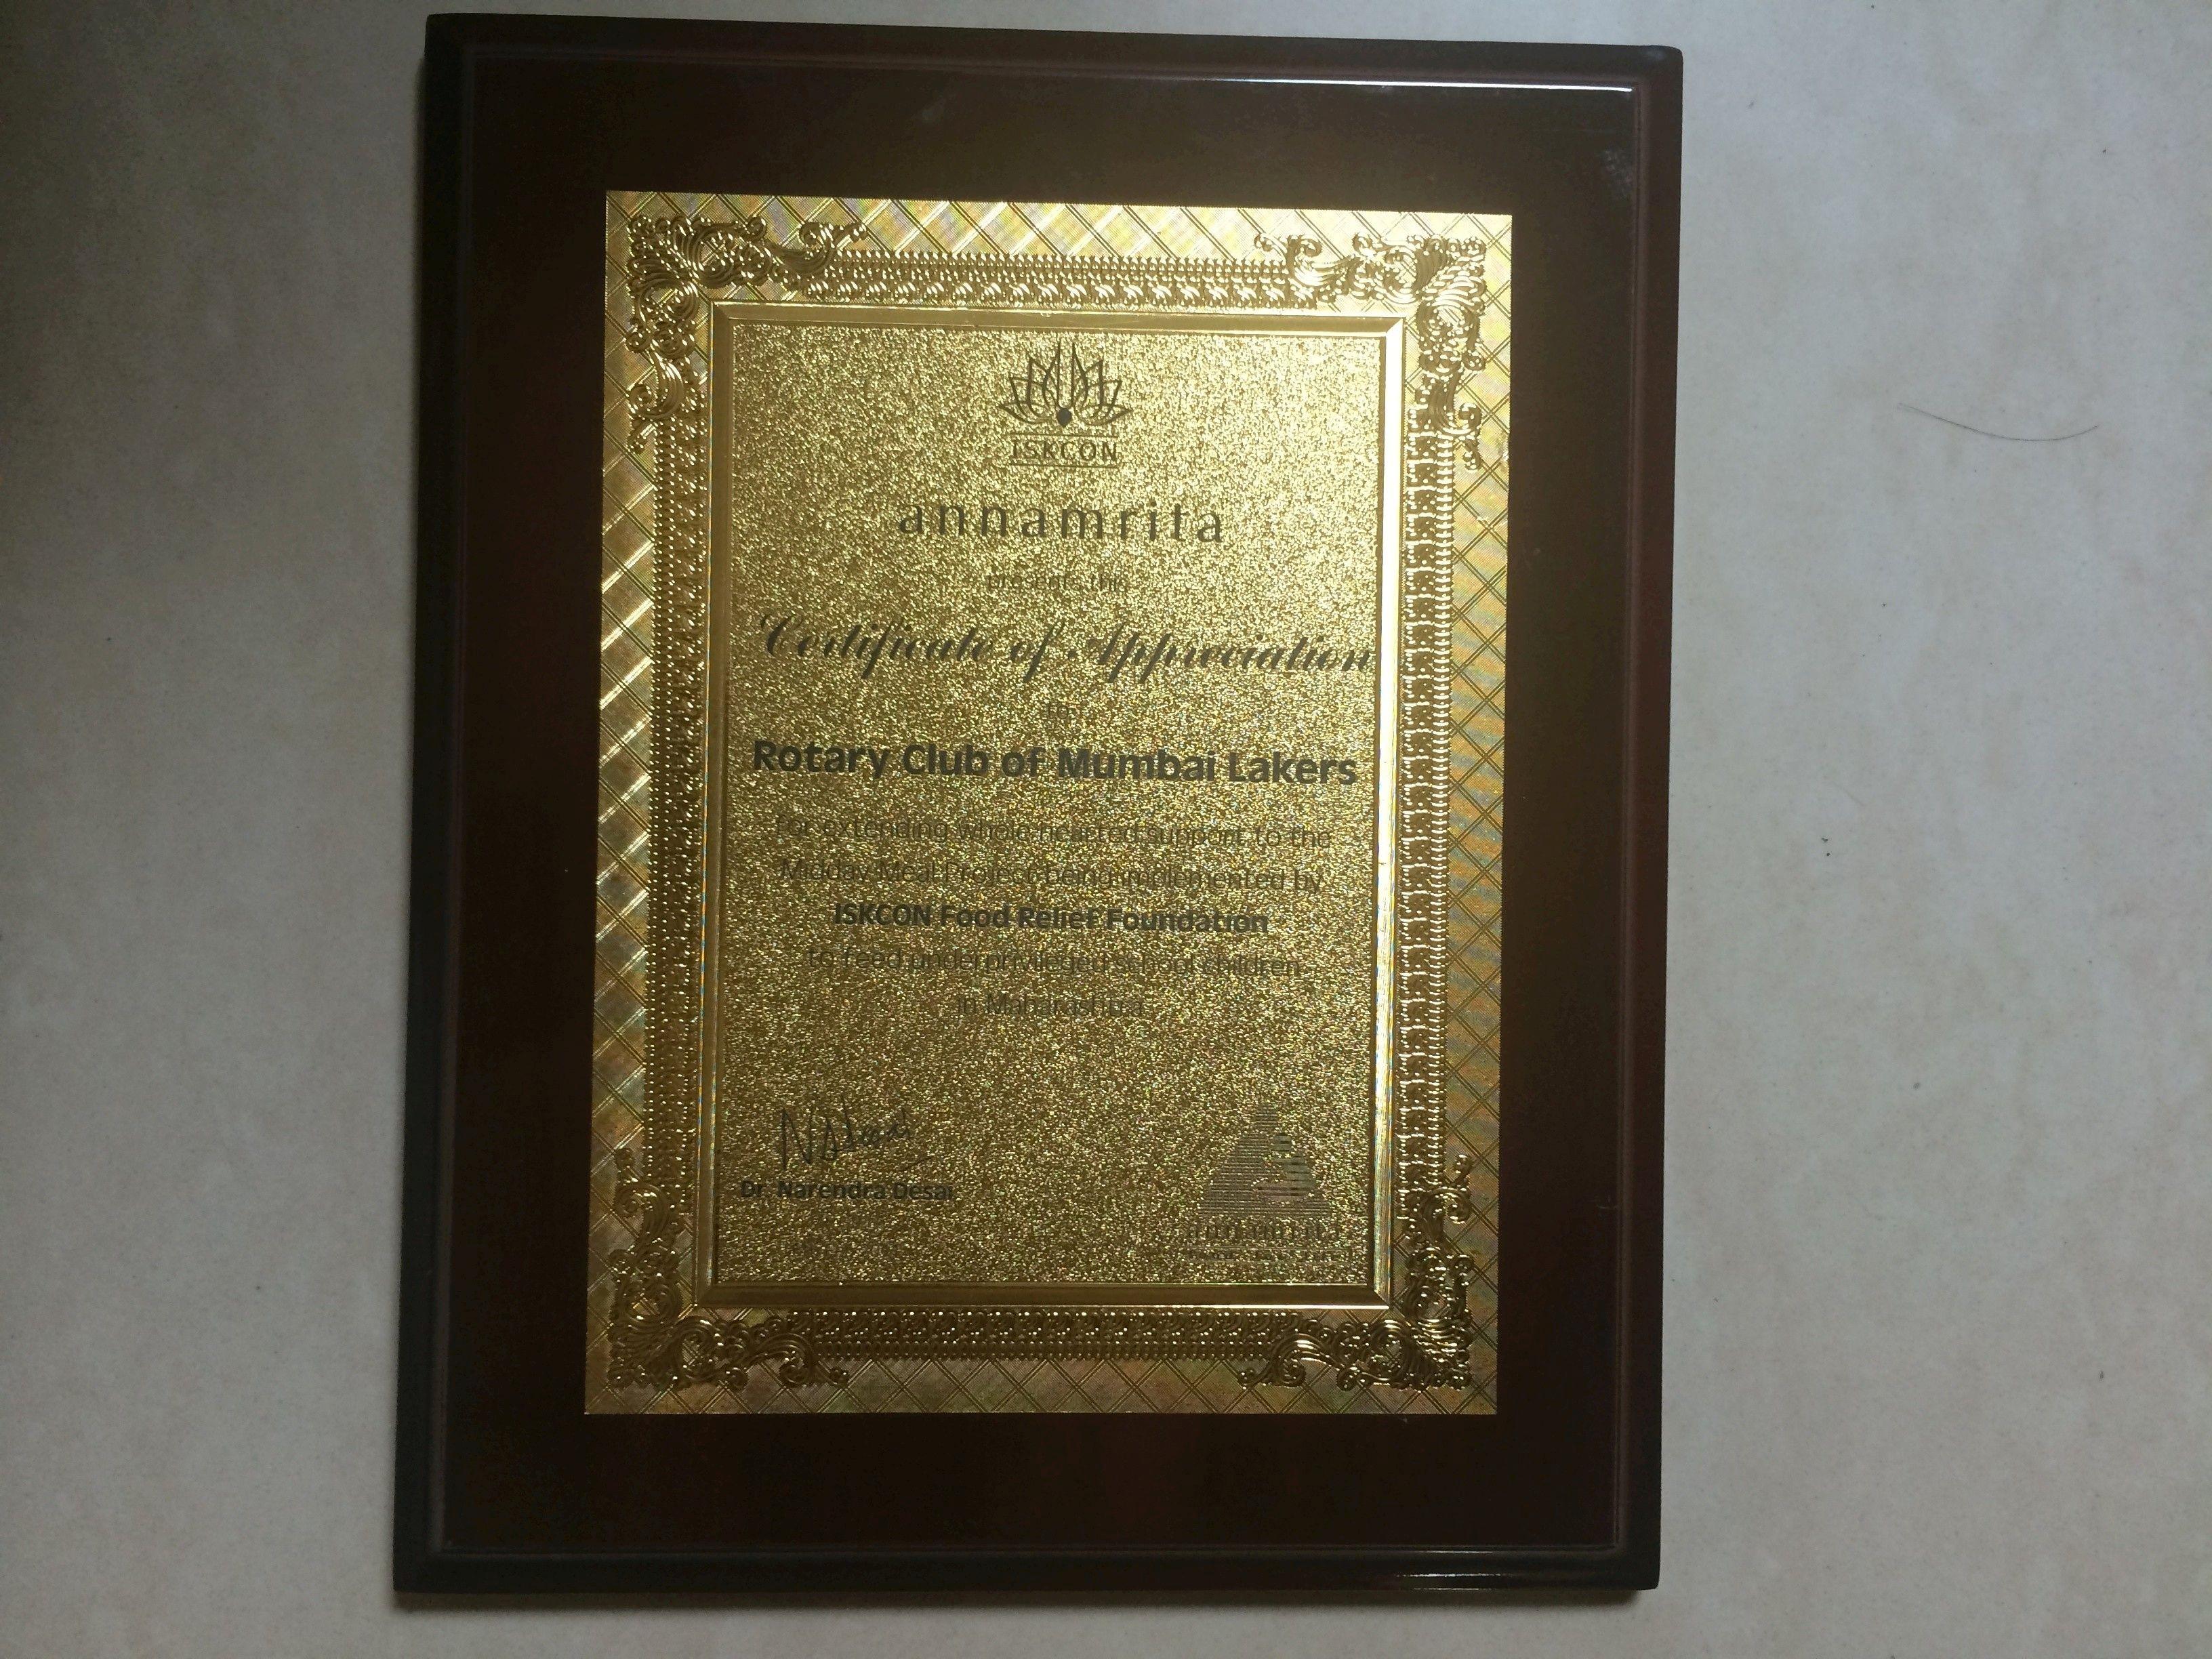 ISKCON
annamrita
presents this
Certificate of Appreciation
to
Rotary Club of Mumbai Lakers
for extending whole-hearted support to the
Midday Meal Project being implemented by
ISKCON Food Relief Foundation
to feed underprivileged school children
in Maharashtra
Dr. Narendra Desai
annamrita